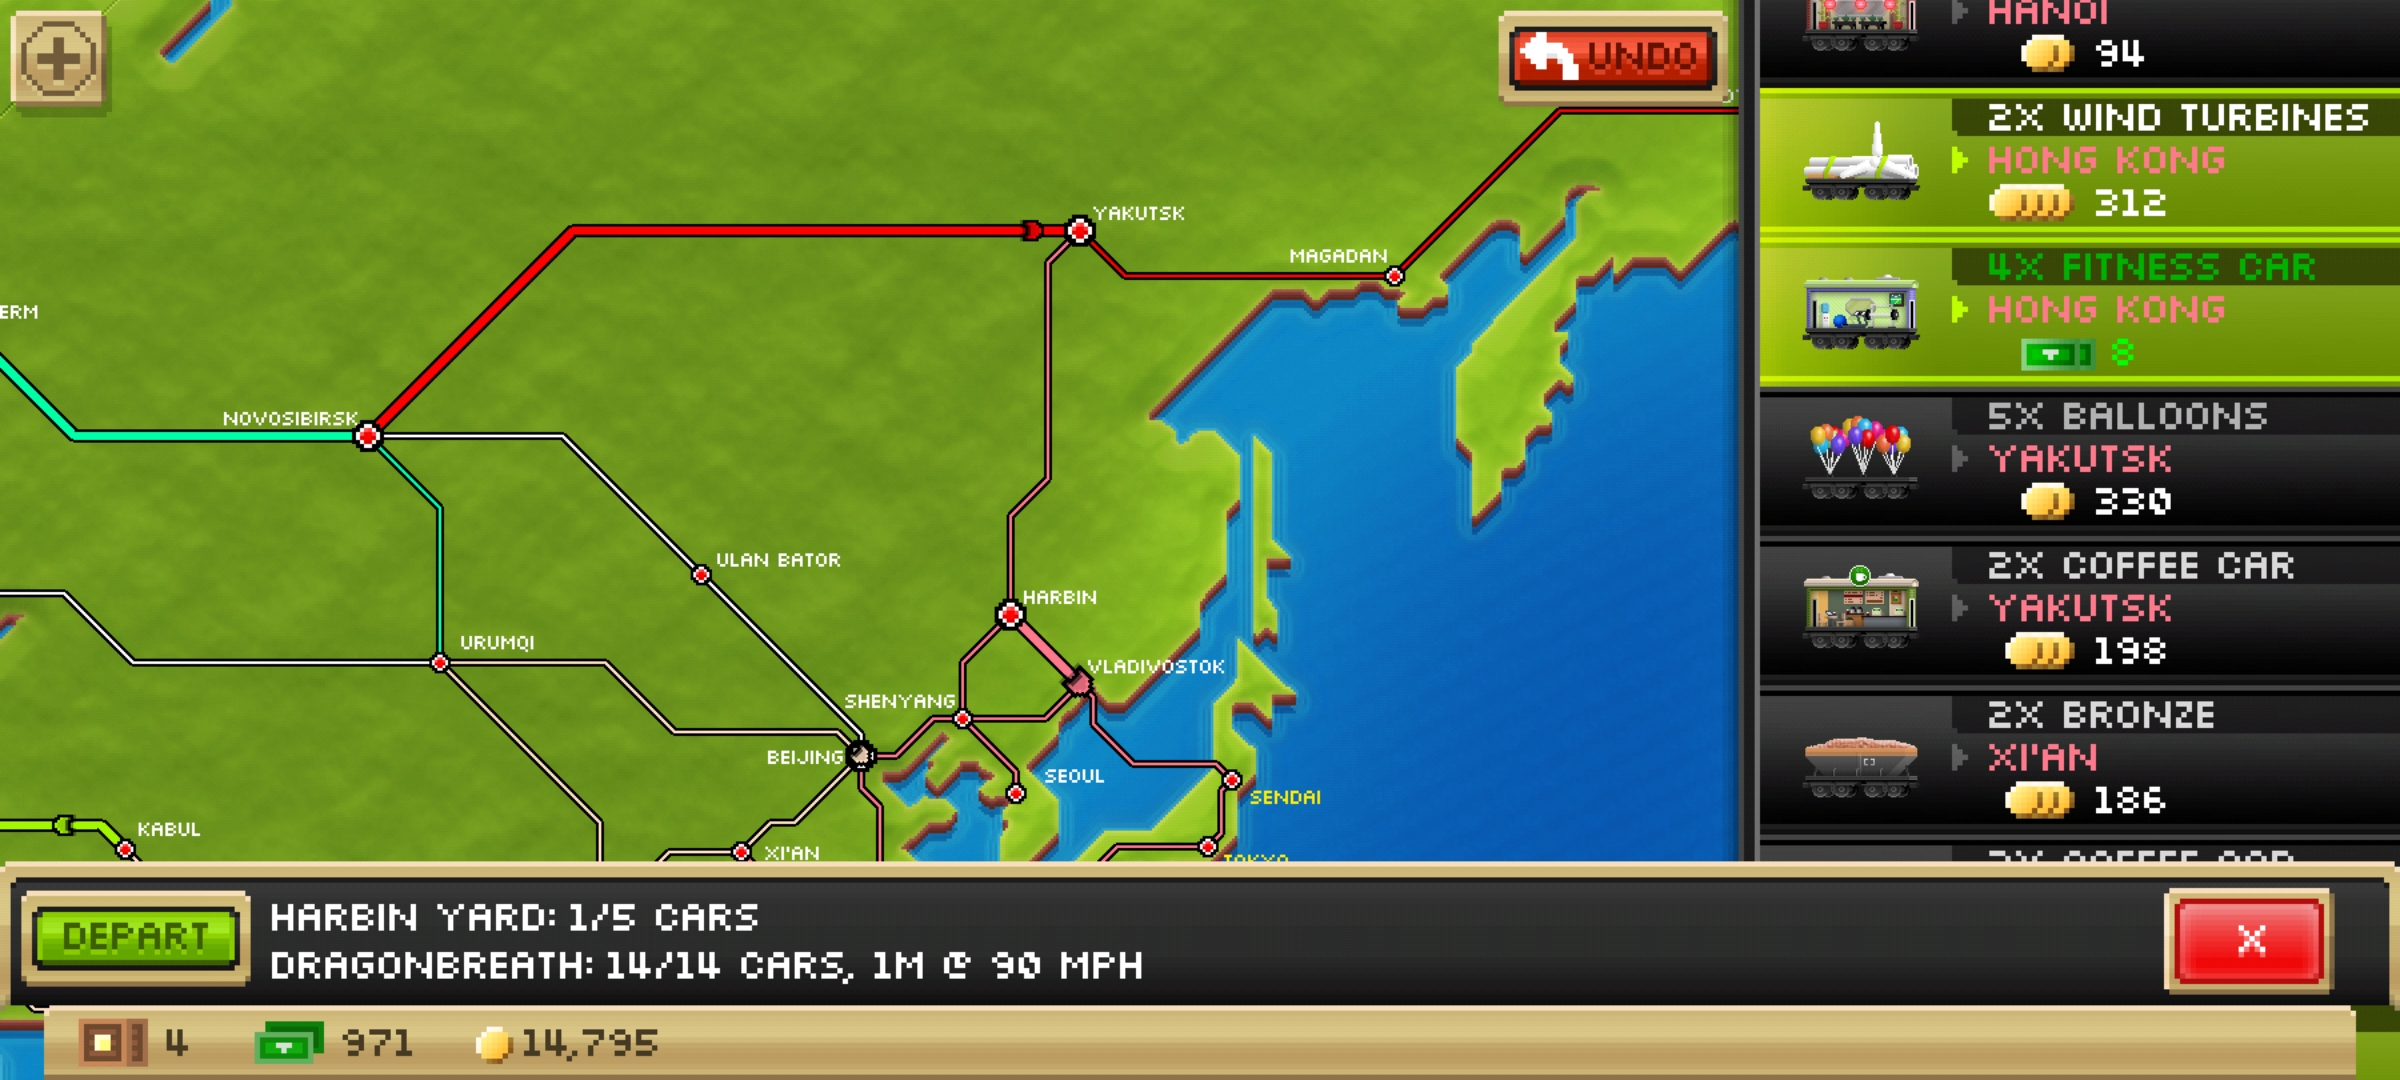 UNDO
YAKUTSK
MAGADAN
ERM
NOVOSIBIRSK
ULAN BATOR
HARBIN
URUMQI
VLADIVOSTOK
SHENYANG
BEIJING
SEOUL
SENDAI
KABUL
XI'AN
TOKYO
HANOI
94
2X WIND TURBINES
HONG KONG
312
4X FITNESS CAR
HONG KONG
8
5X BALLOONS
YAKUTSK
330
2X COFFEE CAR
YAKUTSK
198
2X BRONZE
XI'AN
186
COFFEE CAR
DEPART
HARBIN YARD: 1/5 CARS
DRAGONBREATH: 14/14 CARS, 1M @ 90 MPH
X
4
971
14,795